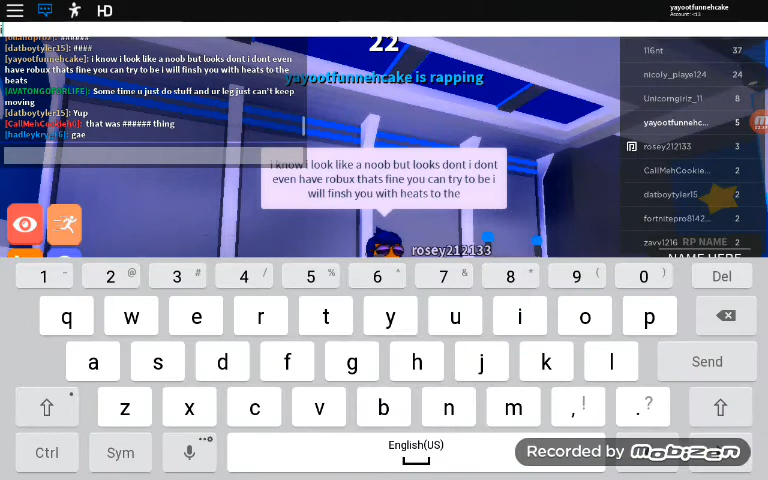 HD
yayootfunnehcake
Account: <13
22
yayootfunnehcake is rapping
[datboytyler15]: ####
[yayootfunnehcake]: i know i look like a noob but looks dont i dont even
have robux thats fine you can try to be i will finsh you with heats to the
beats
[AVATONGOFORLIFE]: Some time u just do stuff and ur leg just can't keep
moving
[datboytyler15]: Yup
that was ###### thing
gae
i know i look like a noob but looks dont i dont
even have robux thats fine you can try to be i
will finsh you with heats to the
rosey212133
116nt 37
nicoly_playe124 24
Unicorngirlz_11 8
yayootfunnehc... 5
rosey212133 3
CallMehCookie... 2
datboytyler15 2
fortnitepro8142... 2
zavy1216 2
RP NAME
NAME HERE
1 - 2 @ 3 # 4 / 5 % 6 ^ 7 & 8 * 9 ( 0 ) Del
q w e r t y u i o p
a s d f g h j k l Send
z x c v b n m , ! . ?
Ctrl Sym English(US)
Recorded by mobizen